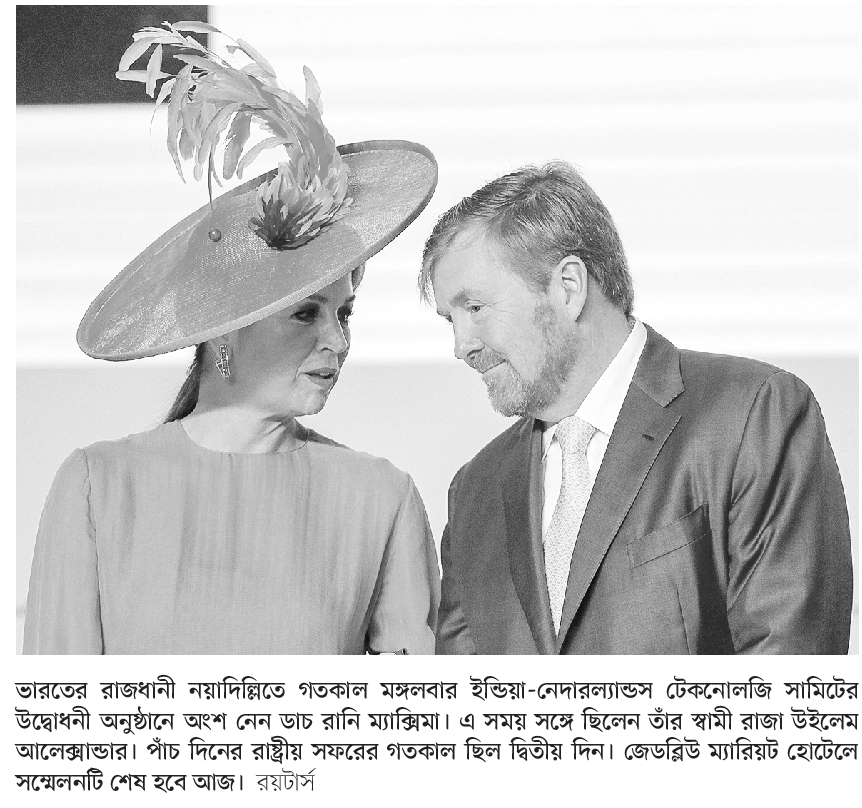 ভারতের রাজধানী নয়াদিল্লিতে গতকাল মঙ্গলবার ইন্ডিয়া-নেদারল্যান্ডস টেকনোলজি সামিটের
উদ্বোধনী অনুষ্ঠানে অংশ নেন ডাচ রানি ম্যাক্সিমা। এ সময় সঙ্গে ছিলেন তাঁর স্বামী রাজা উইলেম
আলেক্সান্ডার। পাঁচ দিনের রাষ্ট্রীয় সফরের গতকাল ছিল দ্বিতীয় দিন। জেডব্লিউ ম্যারিয়ট হোটেলে
সম্মেলনটি শেষ হবে আজ। রয়টার্স